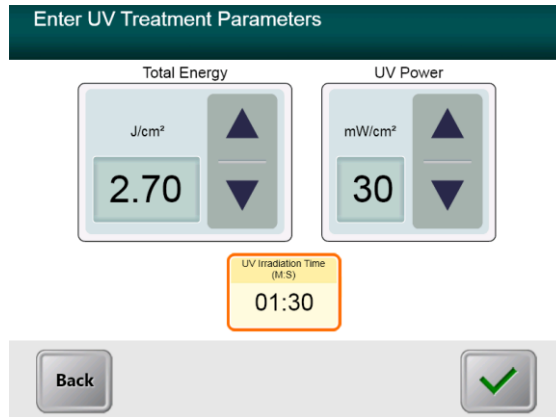 Enter UV Treatment Parameters
Total Energy
UV Power
J/cm²
mW/cm²
2.70
30
UV Irradiation Time
(M:S)
01:30
Back